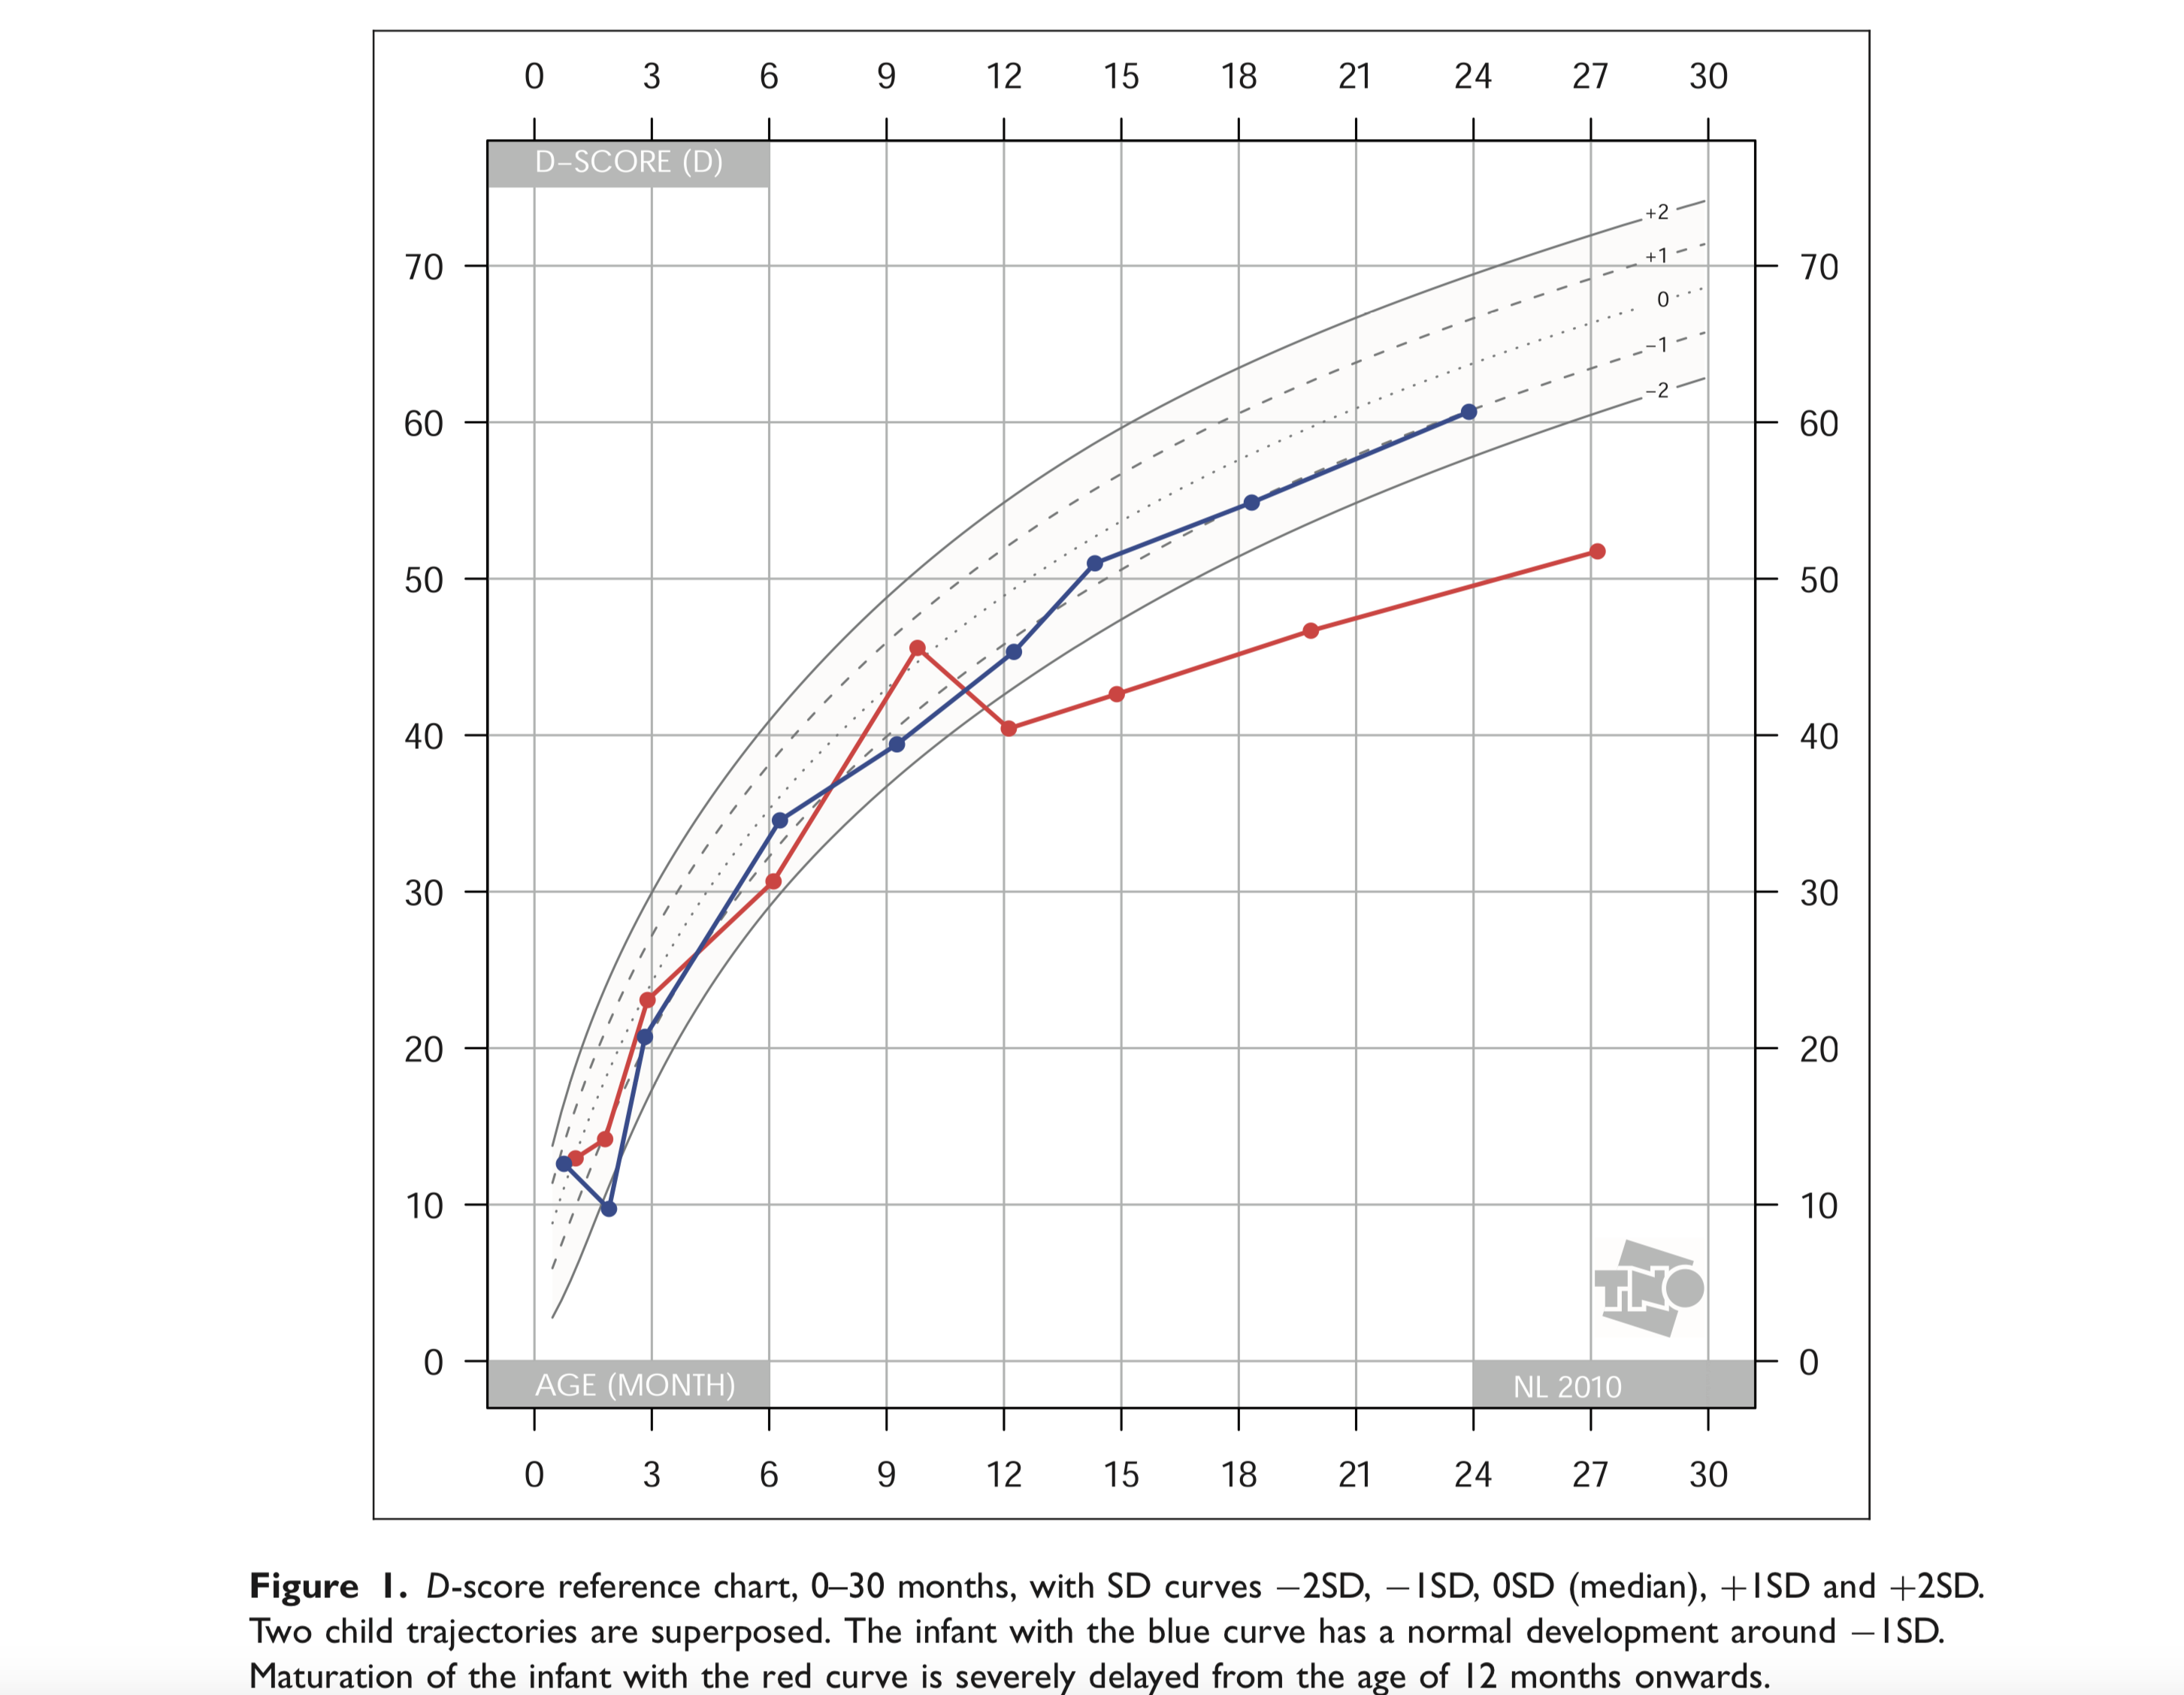 0 3 6 9 12 15 18 21 24 27 30
D–SCORE (D)
+2
+1
70 70
0
−1
−2
60 60
50 50
40 40
30 30
20 20
10 10
TNO
0 0
AGE (MONTH) NL 2010
0 3 6 9 12 15 18 21 24 27 30
Figure 1. D-score reference chart, 0–30 months, with SD curves −2SD, −1SD, 0SD (median), +1SD and +2SD.
Two child trajectories are superposed. The infant with the blue curve has a normal development around −1SD.
Maturation of the infant with the red curve is severely delayed from the age of 12 months onwards.